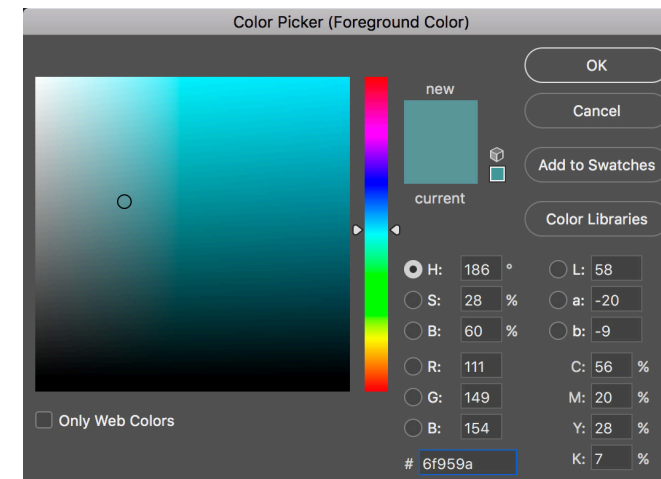 Color Picker (Foreground Color)
new
current
OK
Cancel
Add to Swatches
Color Libraries
H: 186 °
S: 28 %
B: 60 %
R: 111
G: 149
B: 154
# 6f959a
L: 58
a: -20
b: -9
C: 56 %
M: 20 %
Y: 28 %
K: 7 %
Only Web Colors